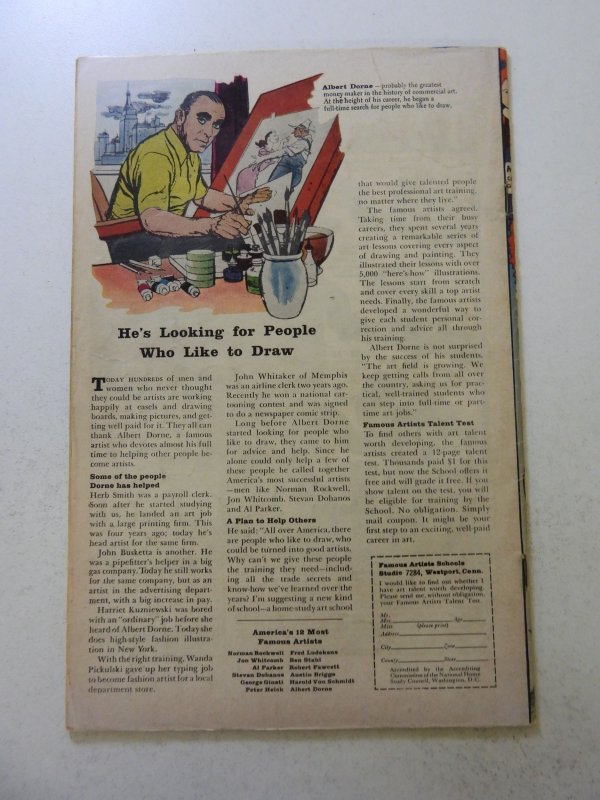 Albert Dorne — probably the greatest
money maker in the history of commercial art.
At the height of his career, he began a
full-time search for people who like to draw.
He's Looking for People
Who Like to Draw
TODAY HUNDREDS of men and
women who never thought
they could be artists are working
happily at easels and drawing
boards, making pictures, and get-
ting well paid for it. They all can
thank Albert Dorne, a famous
artist who devotes almost his full
time to helping other people be-
come artists.
Some of the people
Dorne has helped
Herb Smith was a payroll clerk.
Soon after he started studying
with us, he landed an art job
with a large printing firm. This
was four years ago; today he's
head artist for the same firm.
John Busketta is another. He
was a pipefitter's helper in a big
gas company. Today he still works
for the same company, but as an
artist in the advertising depart-
ment, with a big increase in pay.
Harriet Kuzniewski was bored
with an "ordinary" job before she
heard of Albert Dorne. Today she
does high-style fashion illustra-
tion in New York.
With the right training, Wanda
Pickulski gave up her typing job
to become fashion artist for a local
department store.
John Whitaker of Memphis
was an airline clerk two years ago.
Recently he won a national car-
tooning contest and was signed
to do a newspaper comic strip.
Long before Albert Dorne
started looking for people who
like to draw, they came to him
for advice and help. Since he
alone could only help a few of
these people he called together
America's most successful artists
—men like Norman Rockwell,
Jon Whitcomb, Stevan Dohanos
and Al Parker.
A Plan to Help Others
He said: "All over America, there
are people who like to draw, who
could be turned into good artists.
Why can't we give these people
the training they need—includ-
ing all the trade secrets and
know-how we've learned over the
years? I'm suggesting a new kind
of school—a home-study art school
America's 12 Most
Famous Artists
Norman Rockwell Fred Ludekens
Jon Whitcomb Ben Stahl
Al Parker Robert Fawcett
Stevan Dohanos Austin Briggs
George Giusti Harold Von Schmidt
Peter Helck Albert Dorne
that would give talented people
the best professional art training,
no matter where they live."
The famous artists agreed.
Taking time from their busy
careers, they spent several years
creating a remarkable series of
art lessons covering every aspect
of drawing and painting. They
illustrated their lessons with over
5,000 "here's-how" illustrations.
The lessons start from scratch
and cover every skill a top artist
needs. Finally, the famous artists
developed a wonderful way to
give each student personal cor-
rection and advice all through
his training.
Albert Dorne is not surprised
by the success of his students.
"The art field is growing. We
keep getting calls from all over
the country, asking us for prac-
tical, well-trained students who
can step into full-time or part-
time art jobs."
Famous Artists Talent Test
To find others with art talent
worth developing, the famous
artists created a 12-page talent
test. Thousands paid $1 for this
test, but now the School offers it
free and will grade it free. If you
show talent on the test, you will
be eligible for training by the
School. No obligation. Simply
mail coupon. It might be your
first step to an exciting, well-paid
career in art.
Famous Artists Schools
Studio 7284, Westport, Conn.
I would like to find out whether I
have art talent worth developing.
Please send me, without obligation,
your Famous Artists Talent Test.
Mr.
Mrs. Age
Miss (please print)
Address
City Zone
County State
Accredited by the Accrediting
Commission of the National Home
Study Council, Washington, D.C.